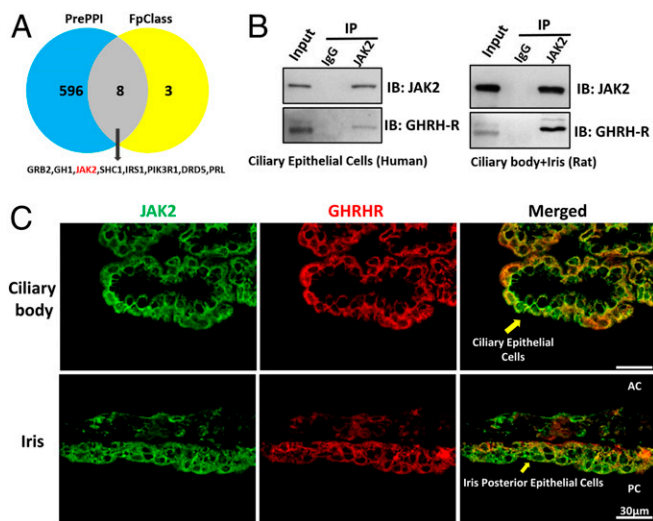 A
PrePPI FpClass
596 8 3
GRB2,GH1,JAK2,SHC1,IRS1,PIK3R1,DRD5,PRL
B
IP
Input IgG JAK2
IB: JAK2
IB: GHRH-R
Ciliary Epithelial Cells (Human)
IP
Input IgG JAK2
IB: JAK2
IB: GHRH-R
Ciliary body+Iris (Rat)
C
JAK2 GHRHR Merged
Ciliary
body
Ciliary Epithelial
Cells
Iris
AC
Iris Posterior Epithelial Cells
PC
30μm